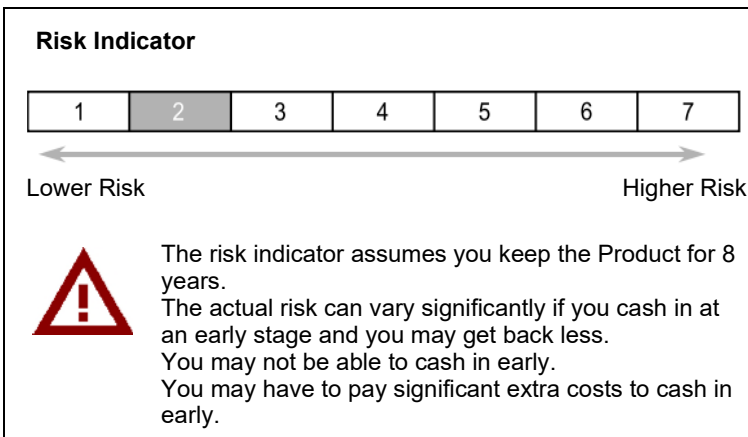 Risk Indicator
1 2 3 4 5 6 7
Lower Risk Higher Risk
The risk indicator assumes you keep the Product for 8
years.
The actual risk can vary significantly if you cash in at
an early stage and you may get back less.
You may not be able to cash in early.
You may have to pay significant extra costs to cash in
early.